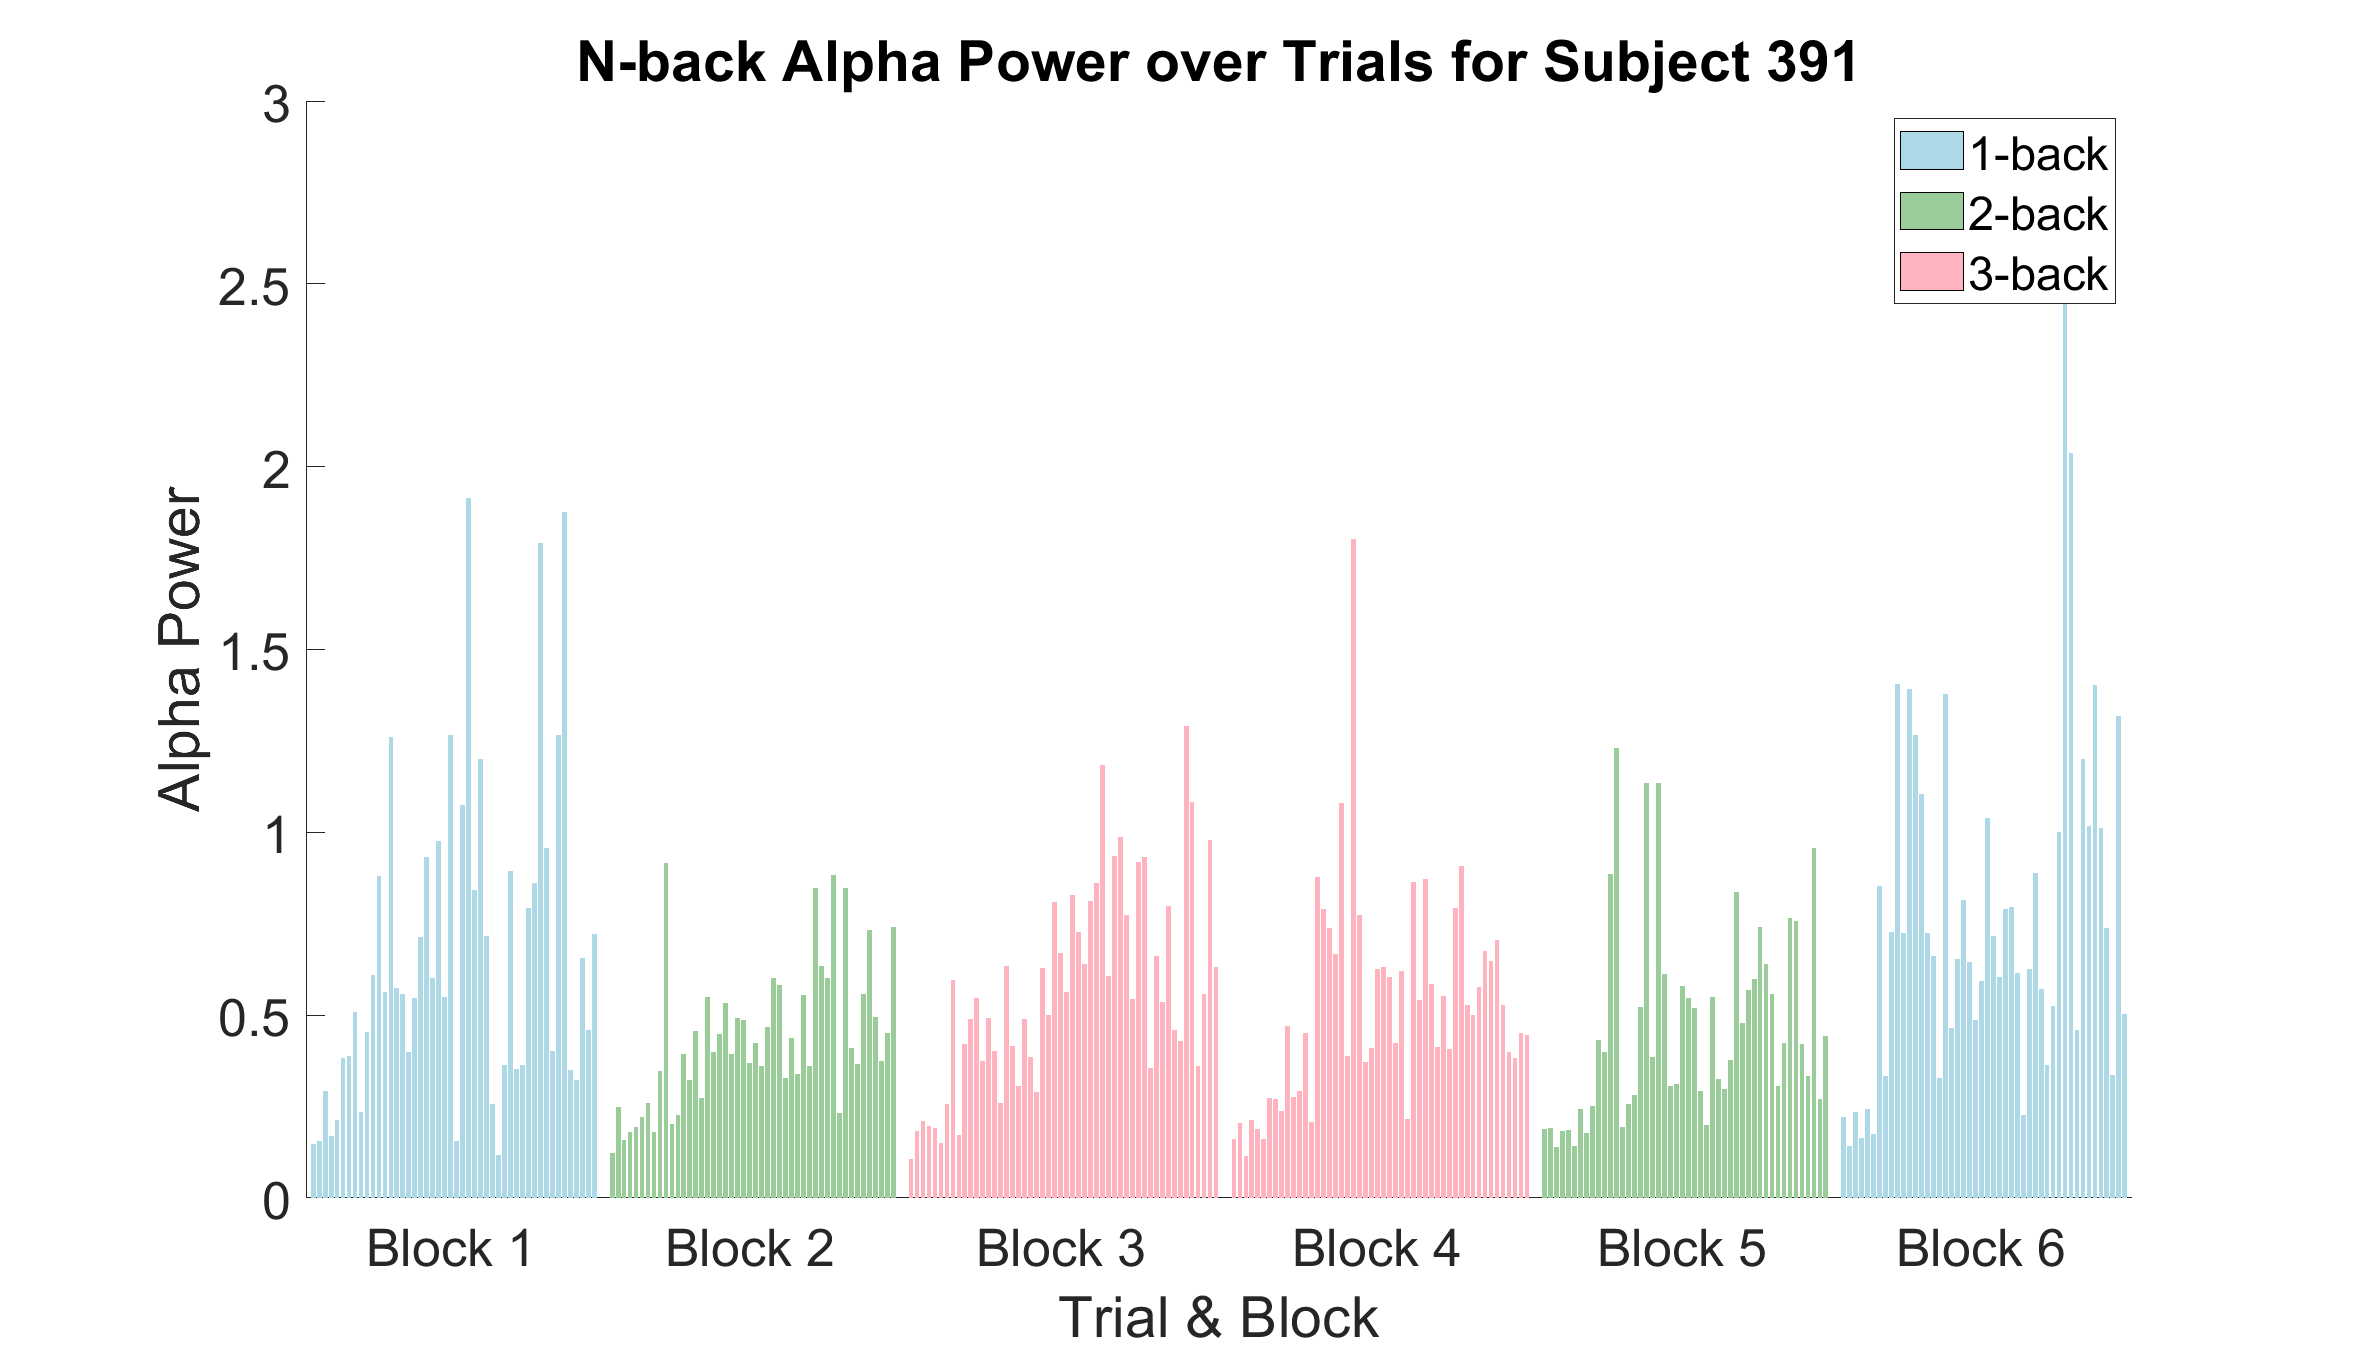 N-back Alpha Power over Trials for Subject 391
3
2.5
2
1.5
1
0.5
0
Alpha Power
1-back
2-back
3-back
Block 1
Block 2
Block 3
Block 4
Block 5
Block 6
Trial & Block